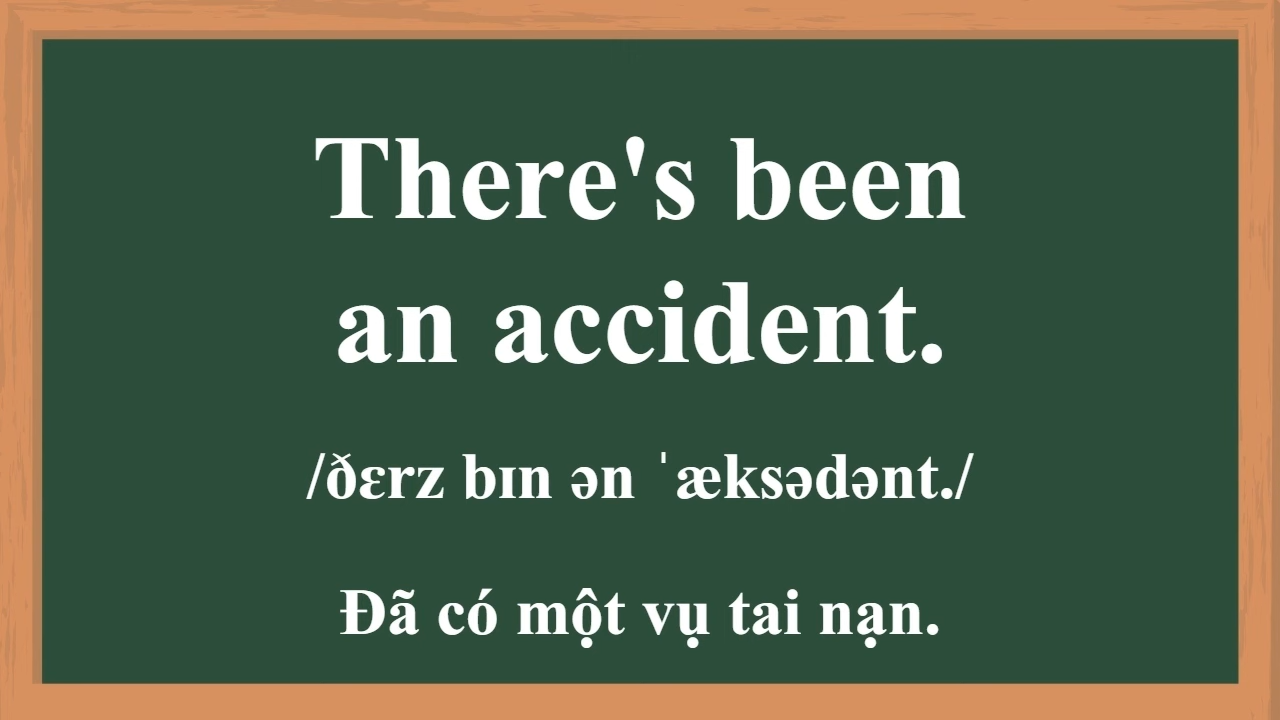 There's been
an accident.
/ðɛrz bɪn ən ˈæksədənt./
Đã có một vụ tai nạn.